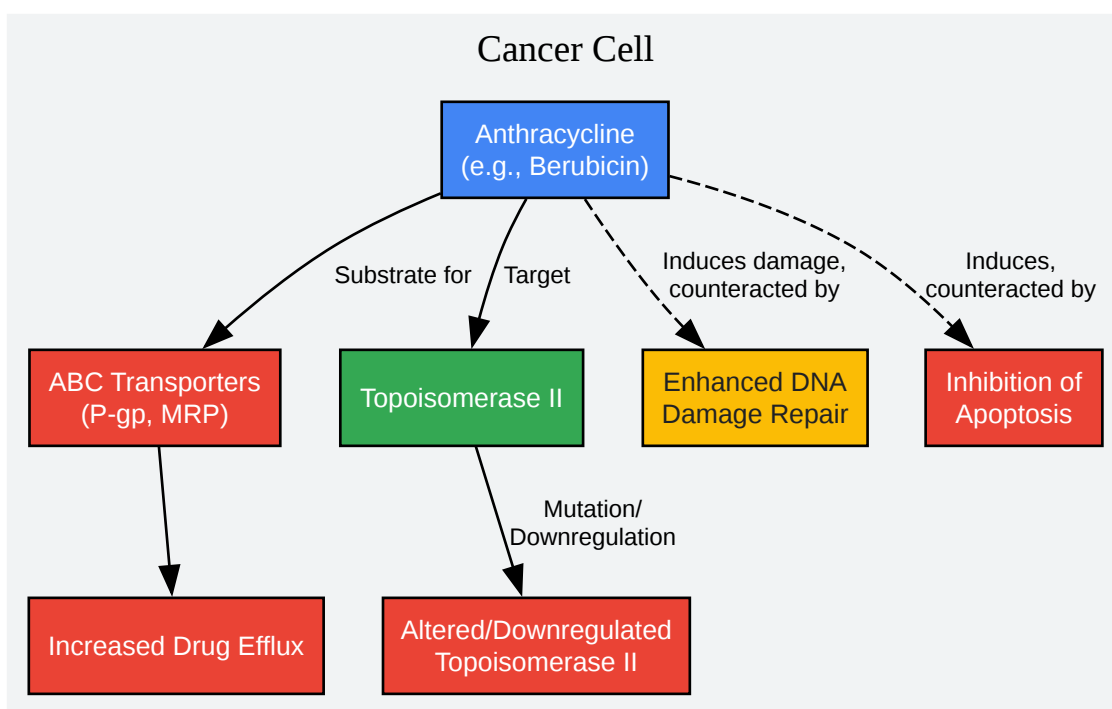 Cancer Cell
Anthracycline
(e.g., Berubicin)
Substrate for
Target
Induces damage,
counteracted by
Induces,
counteracted by
ABC Transporters
(P-gp, MRP)
Topoisomerase II
Enhanced DNA
Damage Repair
Inhibition of
Apoptosis
Mutation/
Downregulation
Increased Drug Efflux
Altered/Downregulated
Topoisomerase II